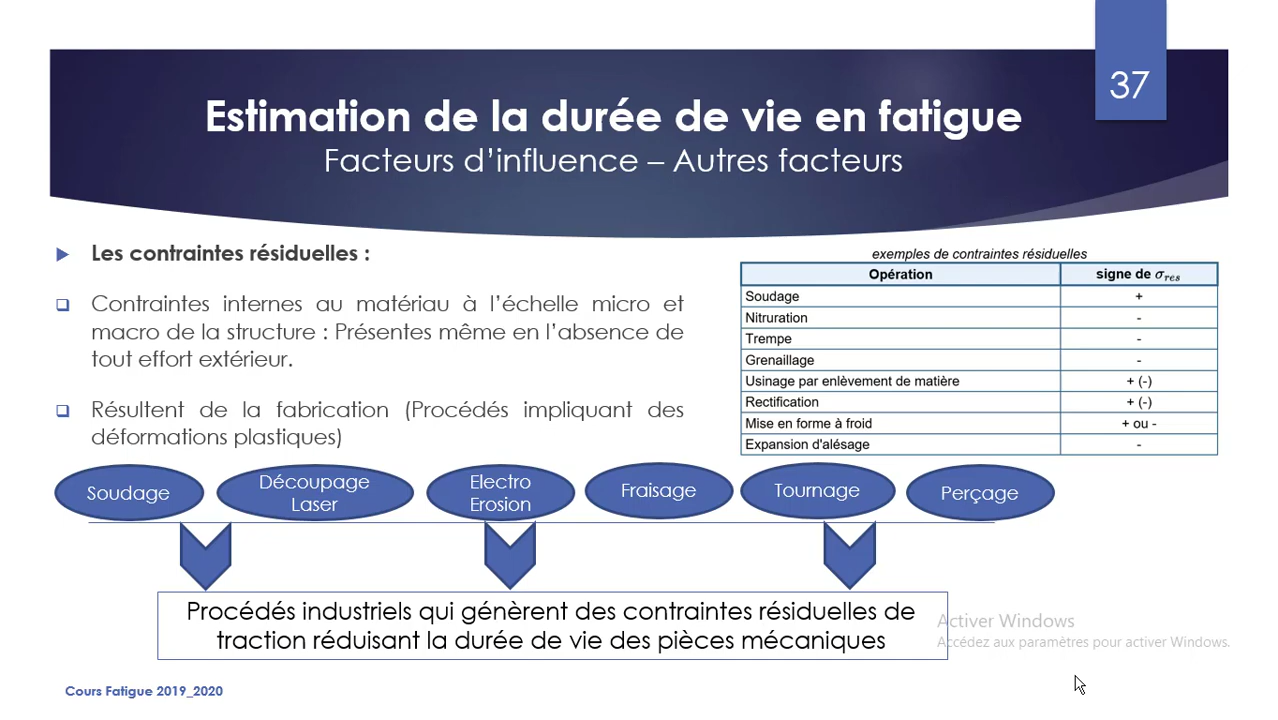 37
Estimation de la durée de vie en fatigue
Facteurs d’influence – Autres facteurs
Les contraintes résiduelles :
Contraintes internes au matériau à l’échelle micro et
macro de la structure : Présentes même en l’absence de
tout effort extérieur.
Résultent de la fabrication (Procédés impliquant des
déformations plastiques)
exemples de contraintes résiduelles
Opération signe de σres
Soudage +
Nitruration -
Trempe -
Grenaillage -
Usinage par enlèvement de matière + (-)
Rectification + (-)
Mise en forme à froid + ou -
Expansion d'alésage -
Soudage
Découpage
Laser
Electro
Erosion
Fraisage
Tournage
Perçage
Procédés industriels qui génèrent des contraintes résiduelles de
traction réduisant la durée de vie des pièces mécaniques
Activer Windows
Accédez aux paramètres pour activer Windows.
Cours Fatigue 2019_2020